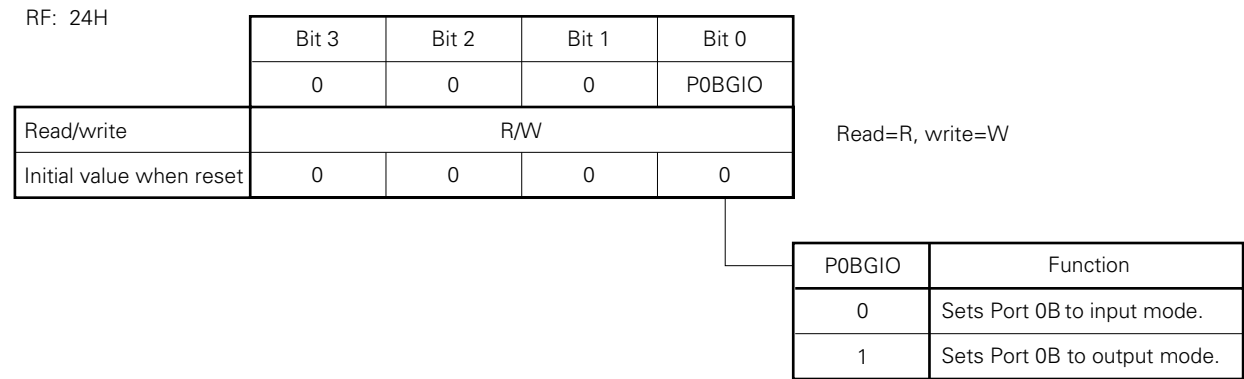 RF: 24H
Bit 3 Bit 2 Bit 1 Bit 0
0 0 0 P0BGIO
Read/write R/W Read=R, write=W
Initial value when reset 0 0 0 0
P0BGIO Function
0 Sets Port 0B to input mode.
1 Sets Port 0B to output mode.